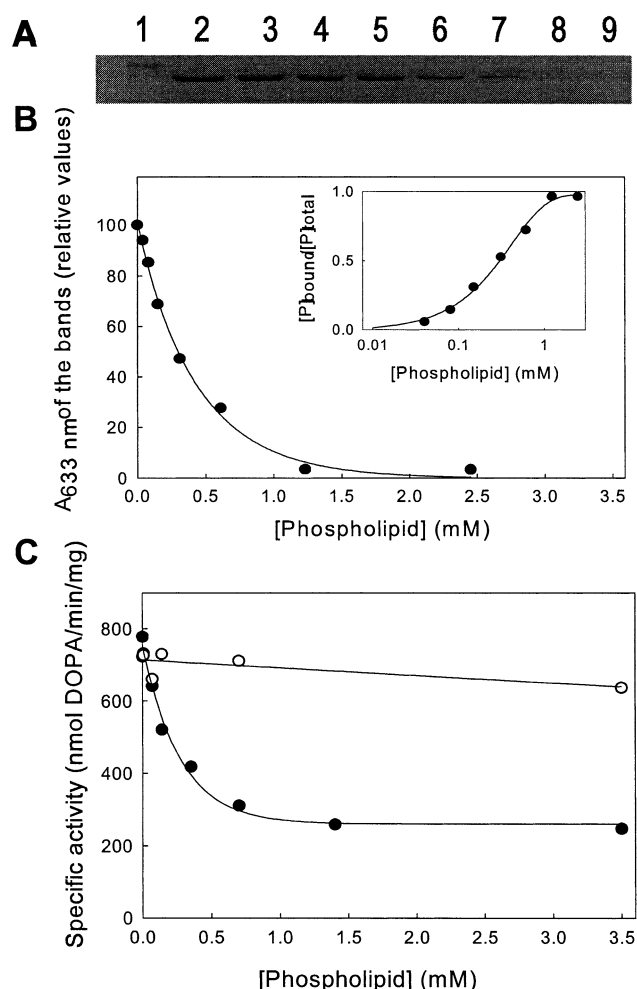 A
1 2 3 4 5 6 7 8 9
B
A633 nm of the bands (relative values)
100
80
60
40
20
0
0.0 0.5 1.0 1.5 2.0 2.5 3.0 3.5
[Phospholipid] (mM)
[P]bound[P]total
1.0
0.5
0.0
0.01 0.1 1
[Phospholipid] (mM)
C
Specific activity (nmol DOPA/min/mg)
800
600
400
200
0
0.0 0.5 1.0 1.5 2.0 2.5 3.0 3.5
[Phospholipid] (mM)